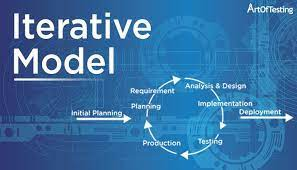 ArtOfTesting
Iterative
Model
Requirement
Analysis & Design
Planning
Implementation
Initial Planning
Deployment
Testing
Production